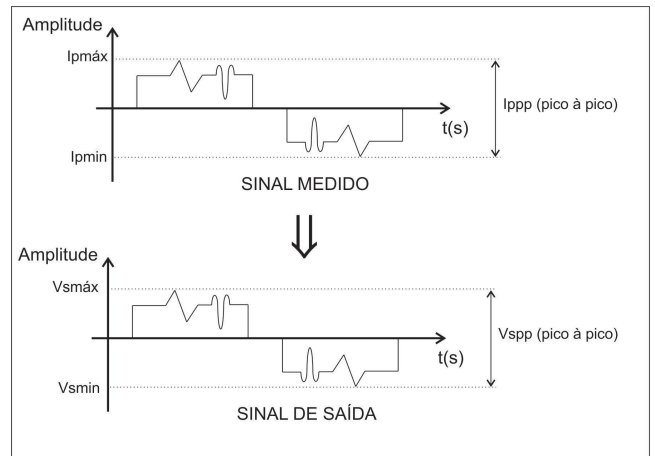 Amplitude
Ipmáx
Ippp (pico à pico)
t(s)
Ipmin
SINAL MEDIDO
Amplitude
Vsmáx
Vspp (pico à pico)
t(s)
Vsmin
SINAL DE SAÍDA